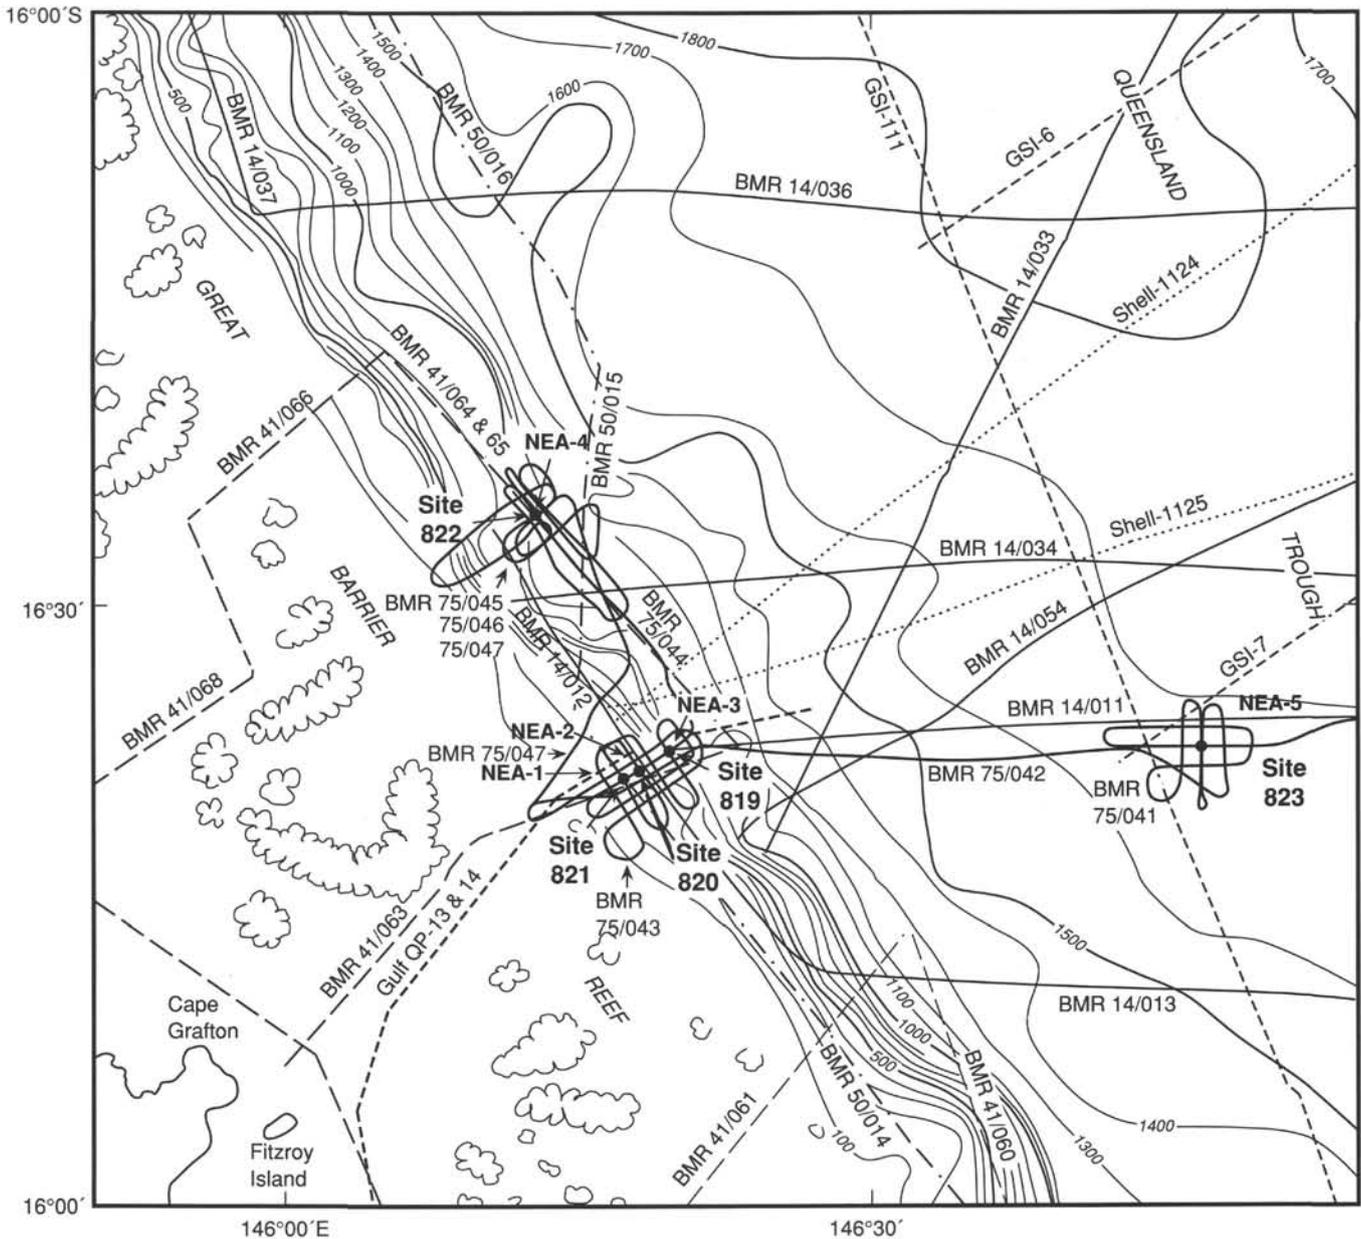 16°00´S
1500
1400
1300
1200
1100
1000
500
1600
1700
1800
1700
BMR 14/037
BMR 50/016
GSI-111
QUEENSLAND
GSI-6
BMR 14/036
BMR 14/033
Shell-1124
GREAT
BMR 41/064 & 65
BMR 50/015
BMR 41/066
NEA-4
Site
822
BARRIER
BMR 75/045
75/046
75/047
BMR
75/044
BMR 14/012
Shell-1125
BMR 14/034
TROUGH
16°30´
BMR 14/054
GSI-7
BMR 41/068
NEA-3
NEA-2
BMR 75/047
NEA-1
BMR 14/011
NEA-5
BMR 75/042
BMR
75/041
Site
823
Site
819
Site
821
Site
820
BMR
75/043
BMR 41/063
Gulf QP-13 & 14
REEF
1500
1100
1000
500
100
BMR 14/013
Cape
Grafton
Fitzroy
Island
BMR 41/061
BMR 50/014
BMR 41/060
1400
1300
16°00´
146°00´E
146°30´